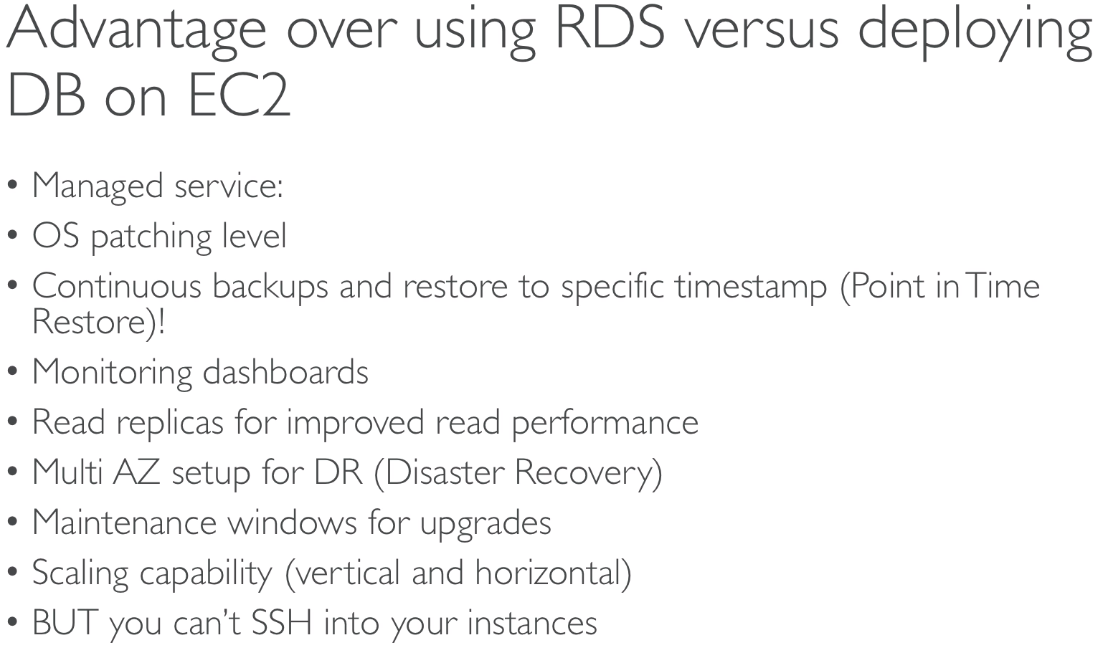 Advantage over using RDS versus deploying
DB on EC2
• Managed service:
• OS patching level
• Continuous backups and restore to specific timestamp (Point in Time
Restore)!
• Monitoring dashboards
• Read replicas for improved read performance
• Multi AZ setup for DR (Disaster Recovery)
• Maintenance windows for upgrades
• Scaling capability (vertical and horizontal)
• BUT you can't SSH into your instances